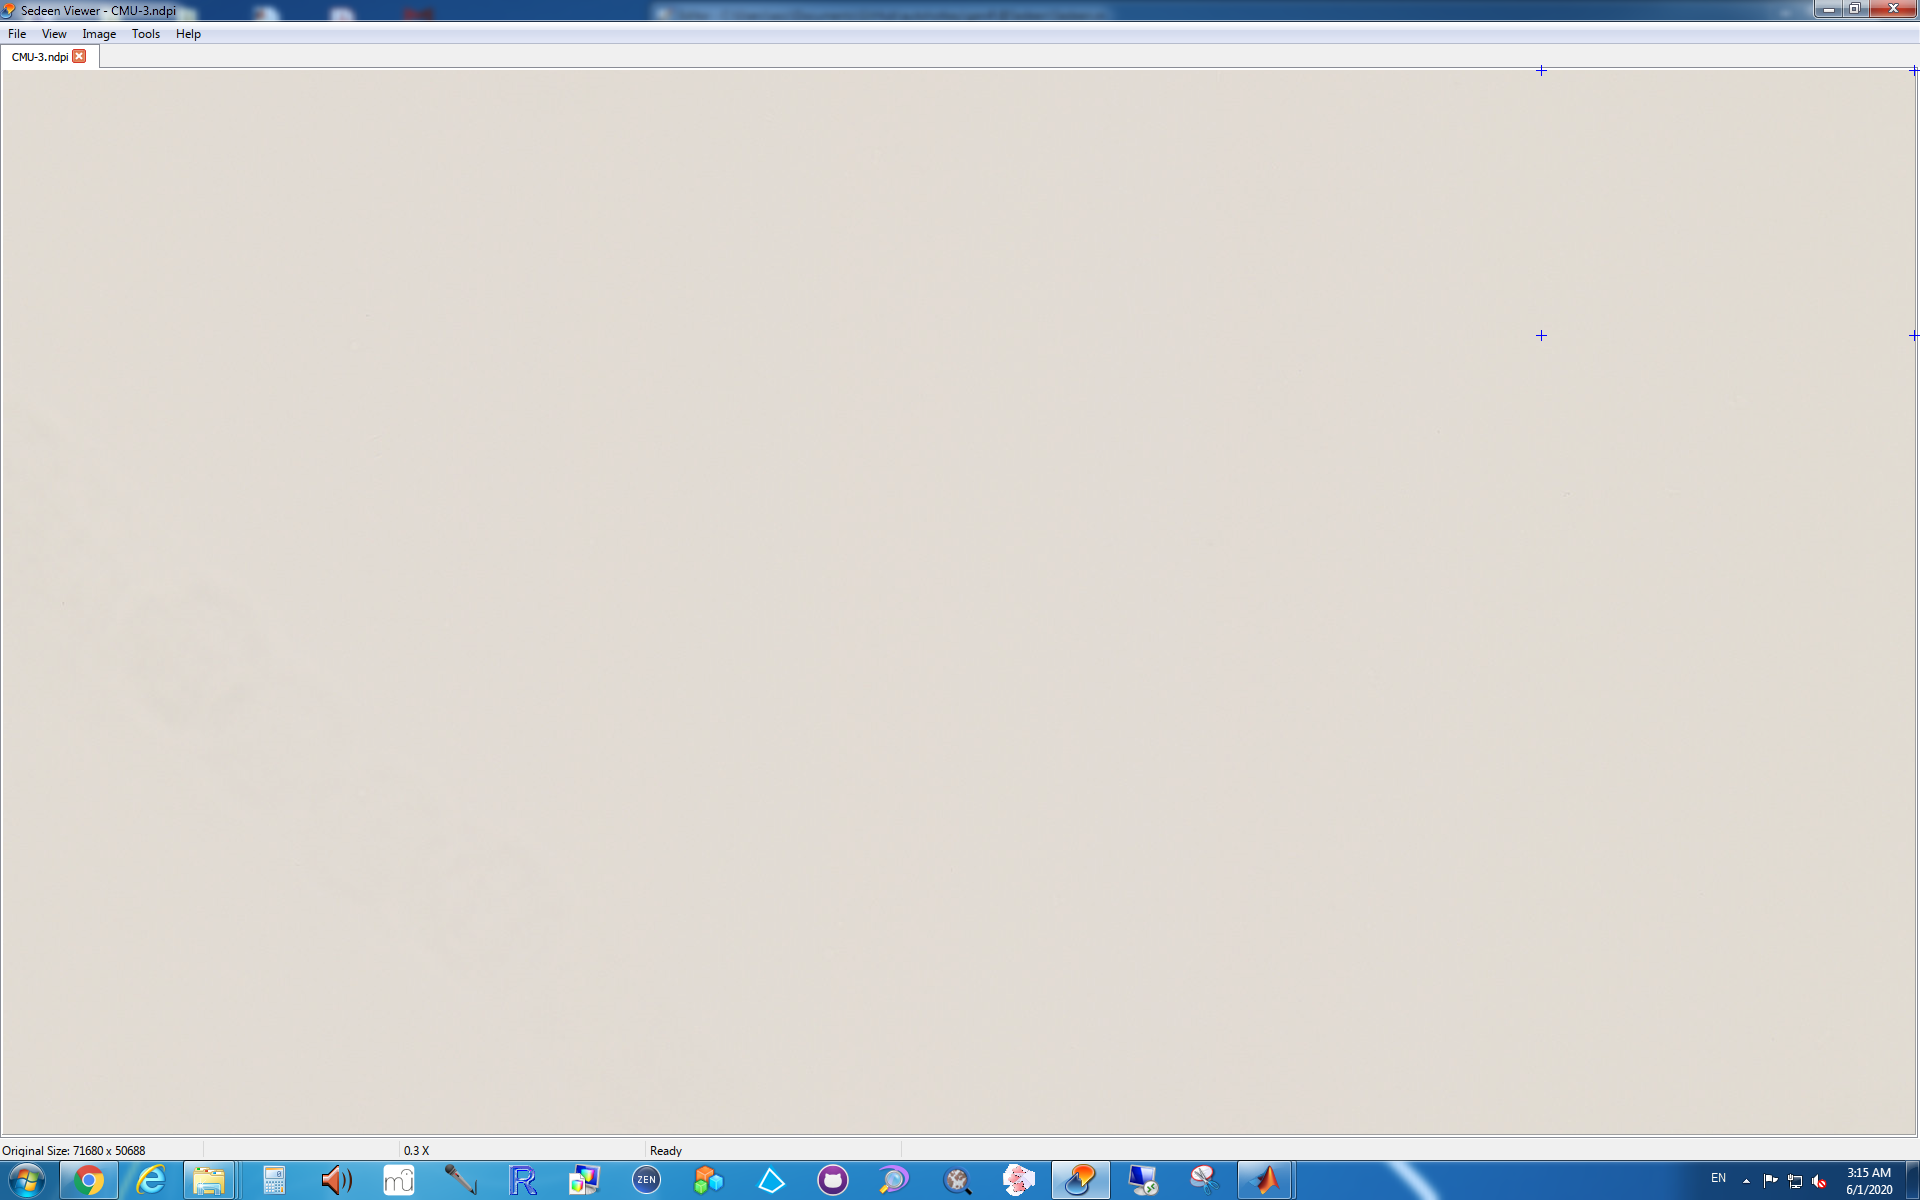 Sedeen Viewer - CMU-3.ndpi
File View Image Tools Help
CMU-3.ndpi
Original Size: 71680 x 50688 0.3 X Ready
ZEN
EN
3:15 AM
6/1/2020